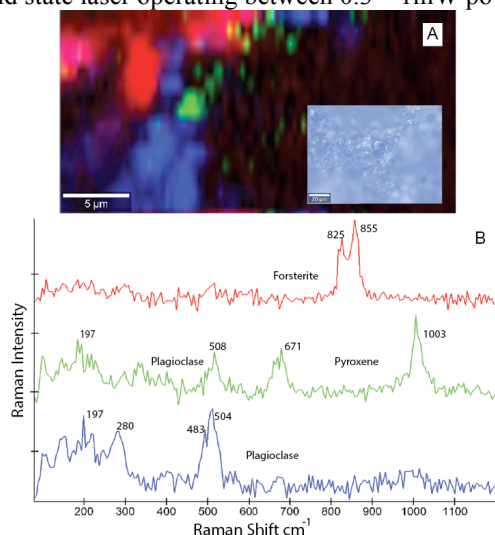 A
5 µm
20 µm
B
825
855
Forsterite
197
Plagioclase
508
671
Pyroxene
1003
197
280
483
504
Plagioclase
Raman Intensity
200 300 400 500 600 700 800 900 1000 1100
Raman Shift cm-1